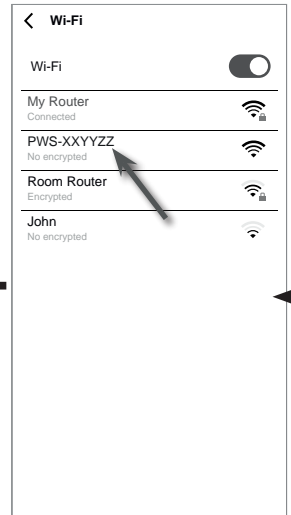 Wi-Fi
Wi-Fi
My Router
Connected
PWS-XXYYZZ
No encrypted
Room Router
Encrypted
John
No encrypted